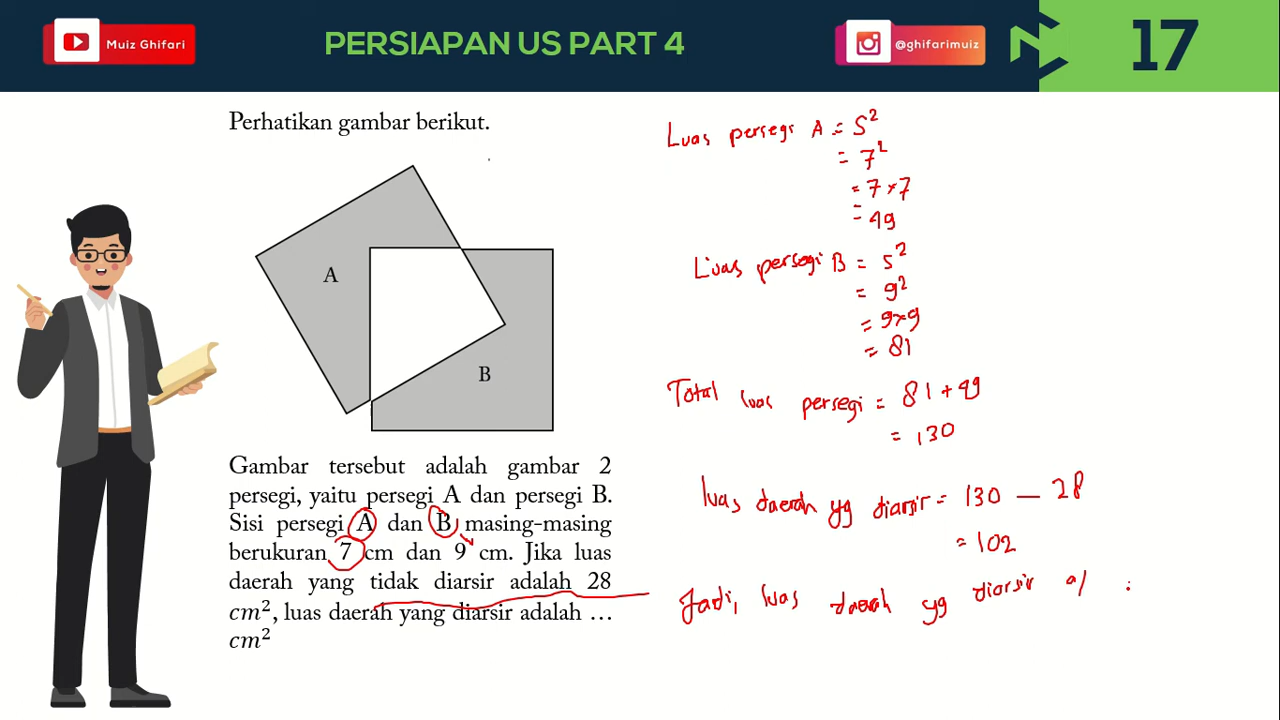 Muiz Ghifari
PERSIAPAN US PART 4
@ghifarimuiz
17
Perhatikan gambar berikut.
A
B
Gambar tersebut adalah gambar 2
persegi, yaitu persegi A dan persegi B.
Sisi persegi A dan B masing-masing
berukuran 7 cm dan 9 cm. Jika luas
daerah yang tidak diarsir adalah 28
cm², luas daerah yang diarsir adalah …
cm²
Luas persegi A = S²
= 7²
= 7 × 7
= 49
Luas persegi B = s²
= 9²
= 9×9
= 81
Total luas persegi = 81 + 49
= 130
luas daerah yg diarsir = 130 – 28
= 102
Jadi, luas daerah yg diarsir a/